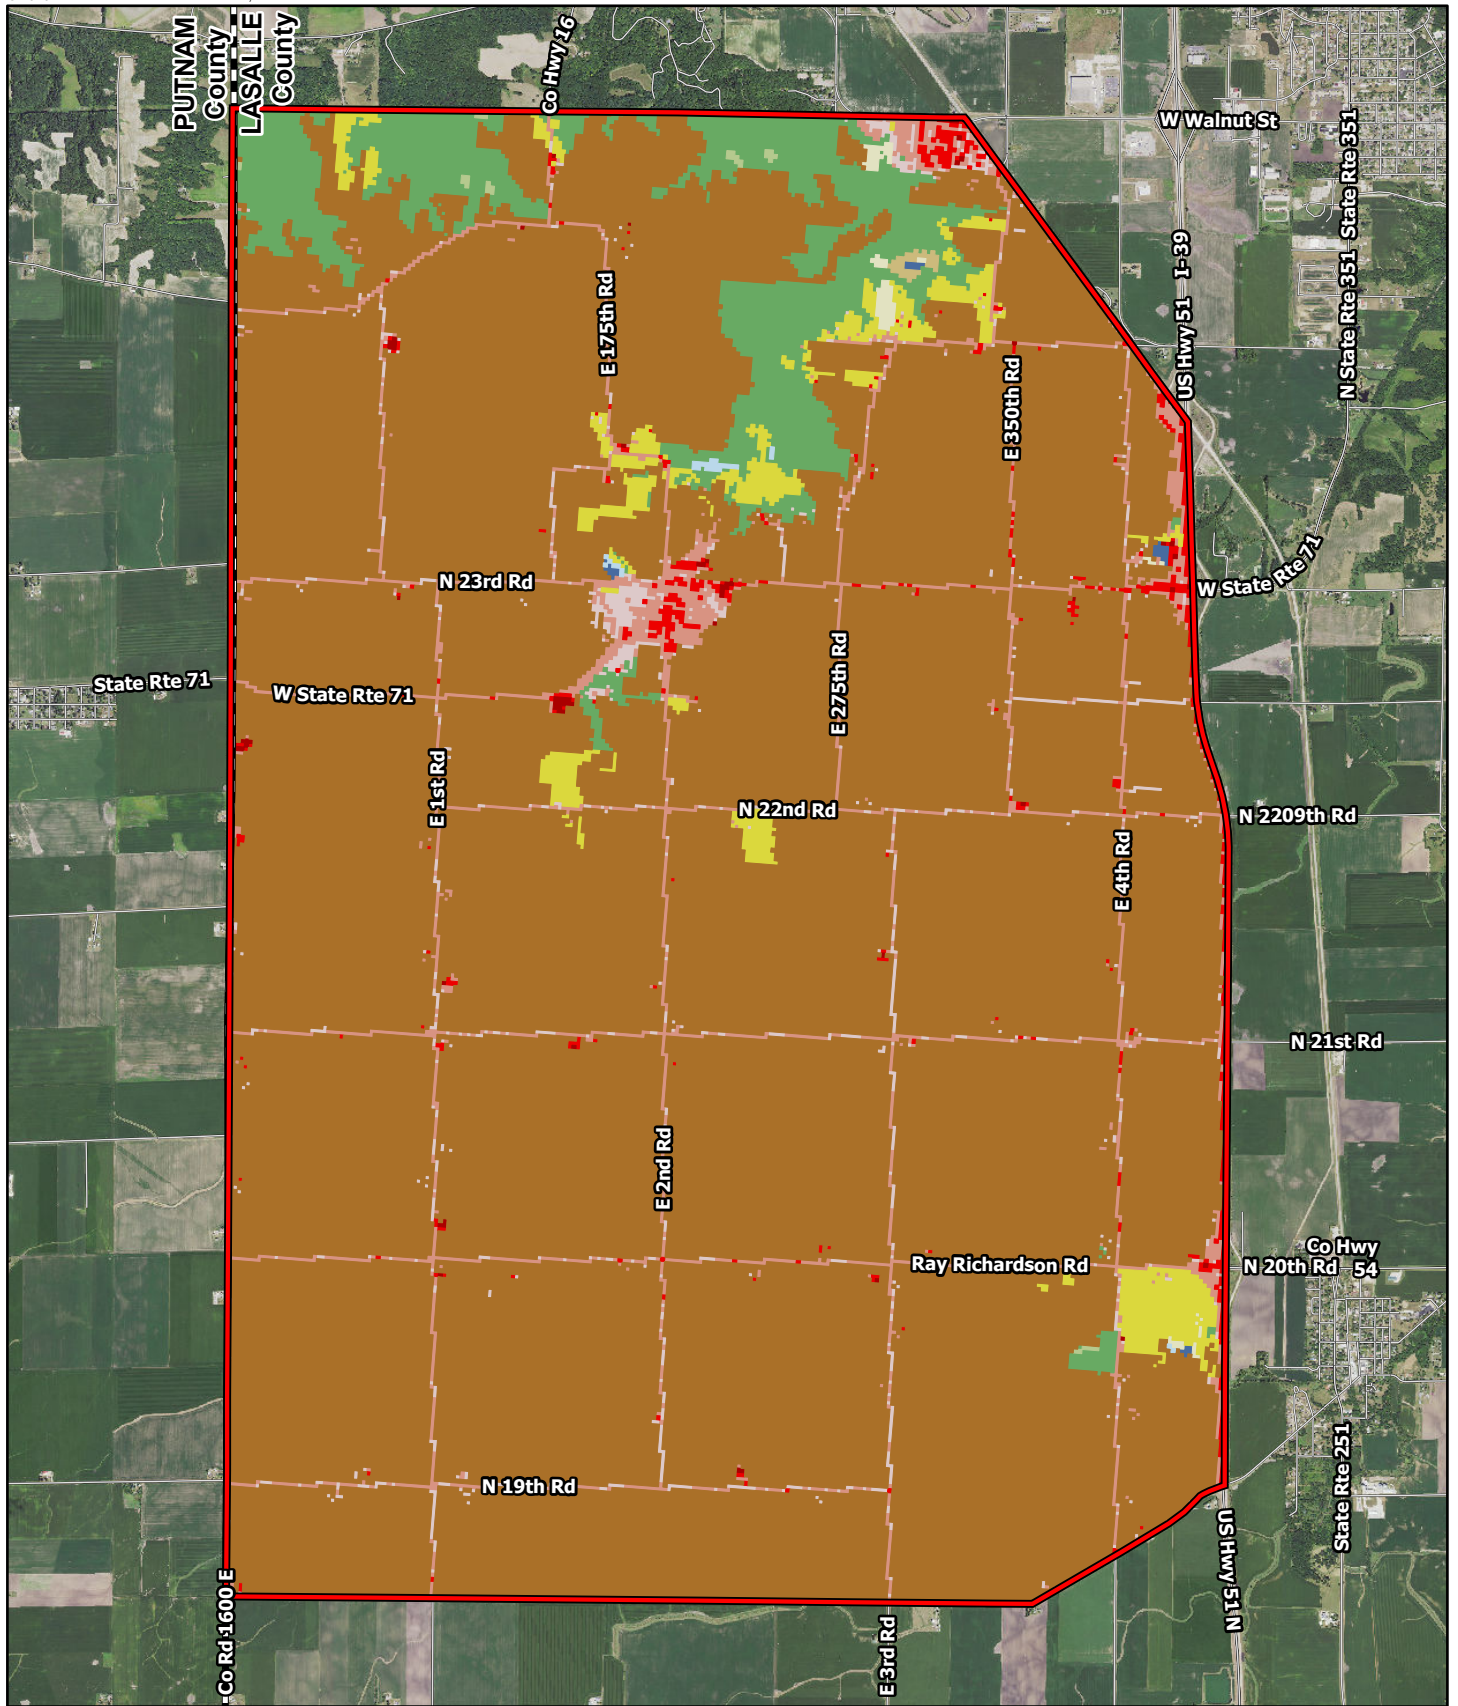 PUTNAM
County
LASALLE
County
Co Hwy 16
W Walnut St
State Rte 351
I-39
US Hwy 51
N State Rte 351
E 175th Rd
E 350th Rd
W State Rte 71
N 23rd Rd
E 275th Rd
State Rte 71
W State Rte 71
E 1st Rd
N 22nd Rd
N 2209th Rd
E 4th Rd
N 21st Rd
E 2nd Rd
Ray Richardson Rd
Co Hwy
54
N 20th Rd
State Rte 251
N 19th Rd
US Hwy 51 N
Co Rd 1600 E
E 3rd Rd